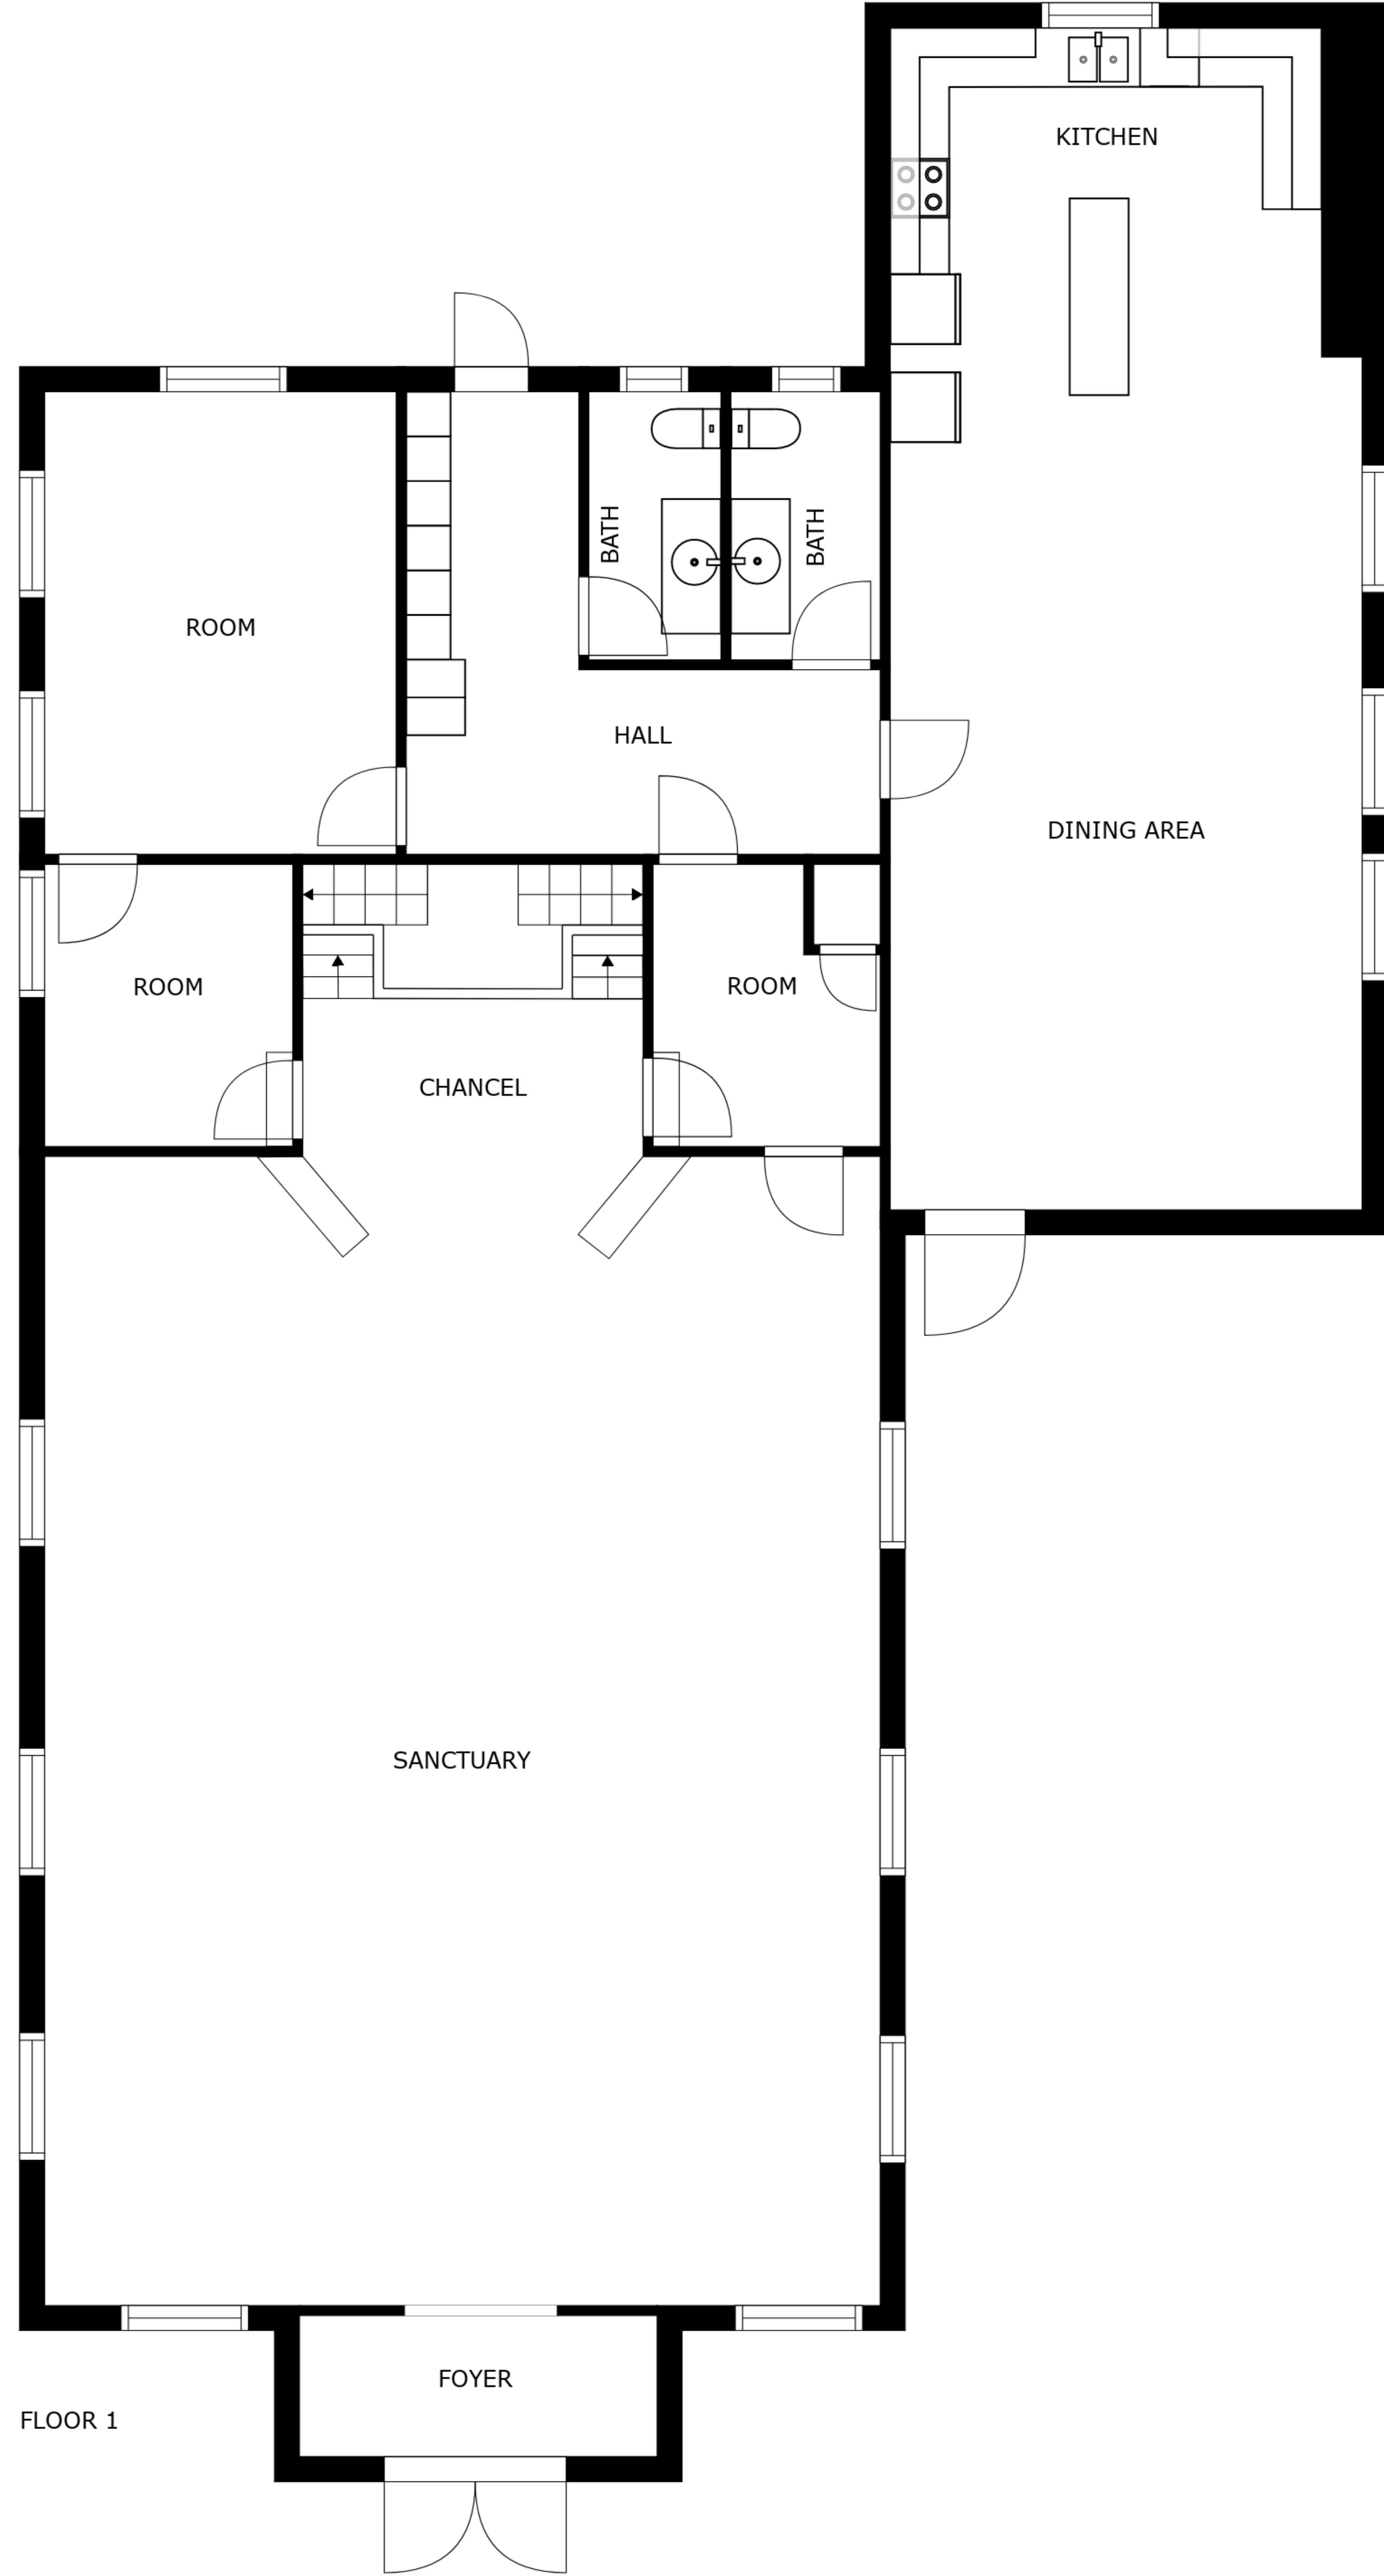 KITCHEN
BATH
BATH
ROOM
HALL
DINING AREA
ROOM
ROOM
CHANCEL
SANCTUARY
FOYER
FLOOR 1